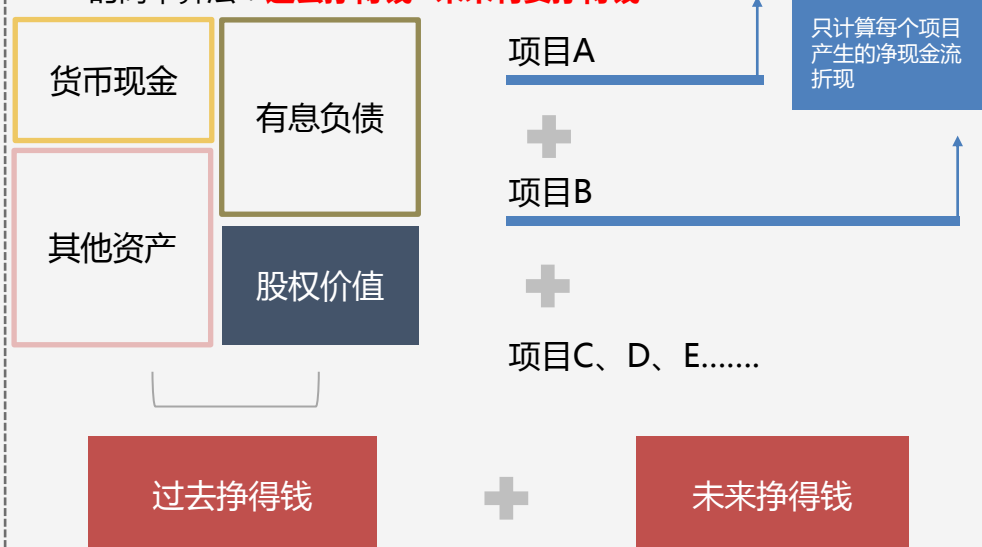 货币现金
有息负债
其他资产
股权价值
项目A
只计算每个项目
产生的净现金流
折现
项目B
项目C、D、E.......
过去挣得钱
未来挣得钱